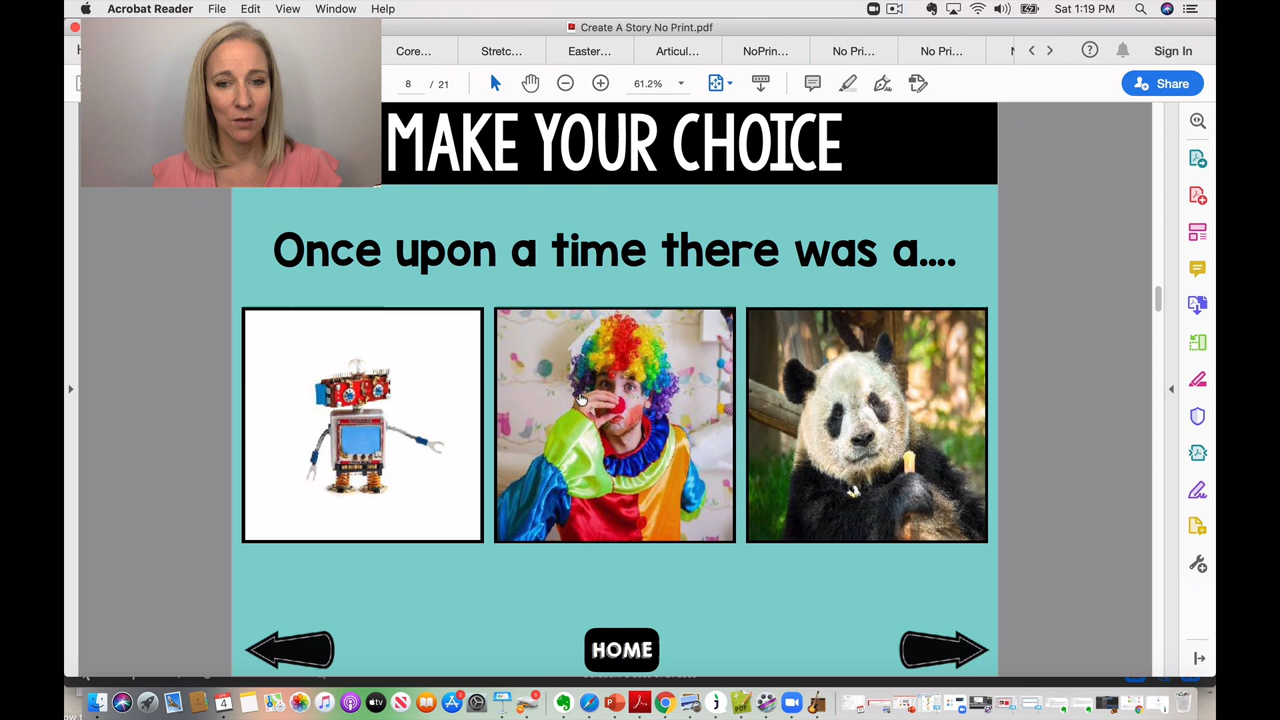 Acrobat Reader File Edit View Window Help Sat 1:19 PM
Create A Story No Print.pdf
Core... Stretc... Easter... Articul... NoPrin... No Pri... No Pri... Sign In
8 / 21 61.2% Share
MAKE YOUR CHOICE
Once upon a time there was a....
HOME